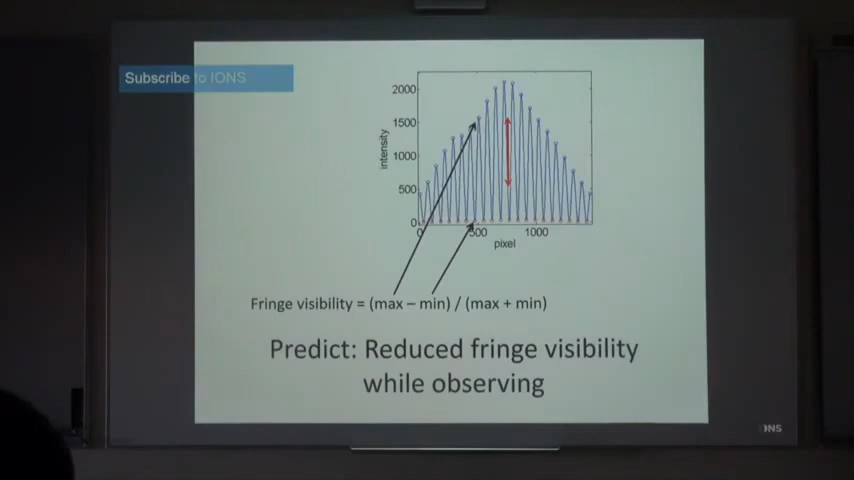 Subscribe to IONS
2000
1500
1000
500
0
intensity
0 500 1000
pixel
Fringe visibility = (max – min) / (max + min)
Predict: Reduced fringe visibility
while observing
IONS